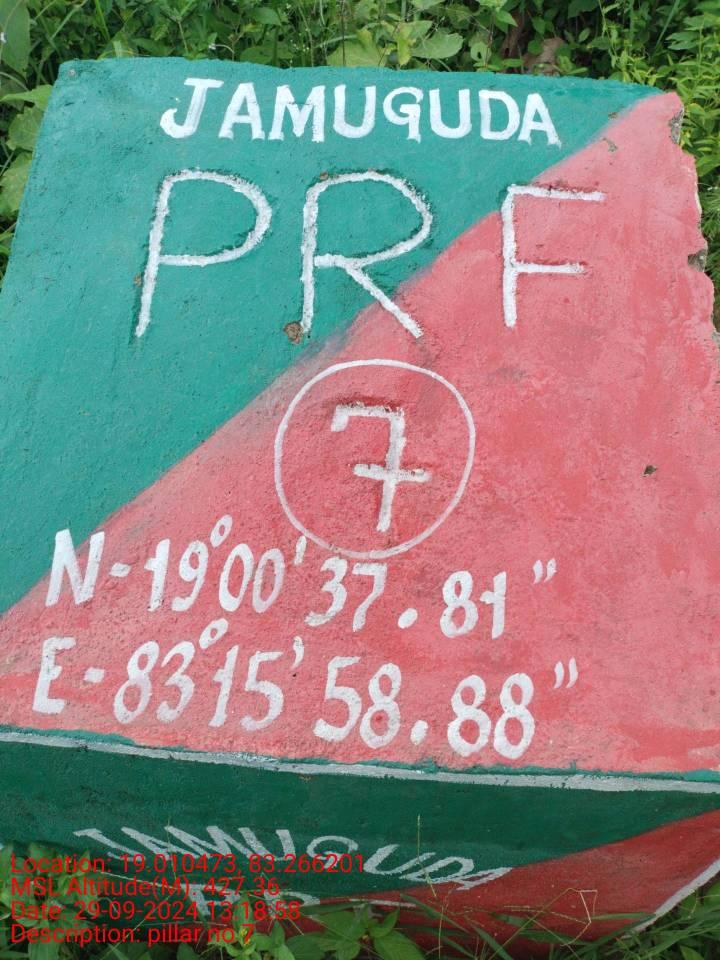 JAMUGUDA
PRF
7
N-19°00'37.81"
E-83°15'58.88"
JAMUGUDA
Location: 19.010473, 83.266201
MSL Altitude(M): 427.36
Date: 29-09-2024 13:18:58
Description: pillar no 7